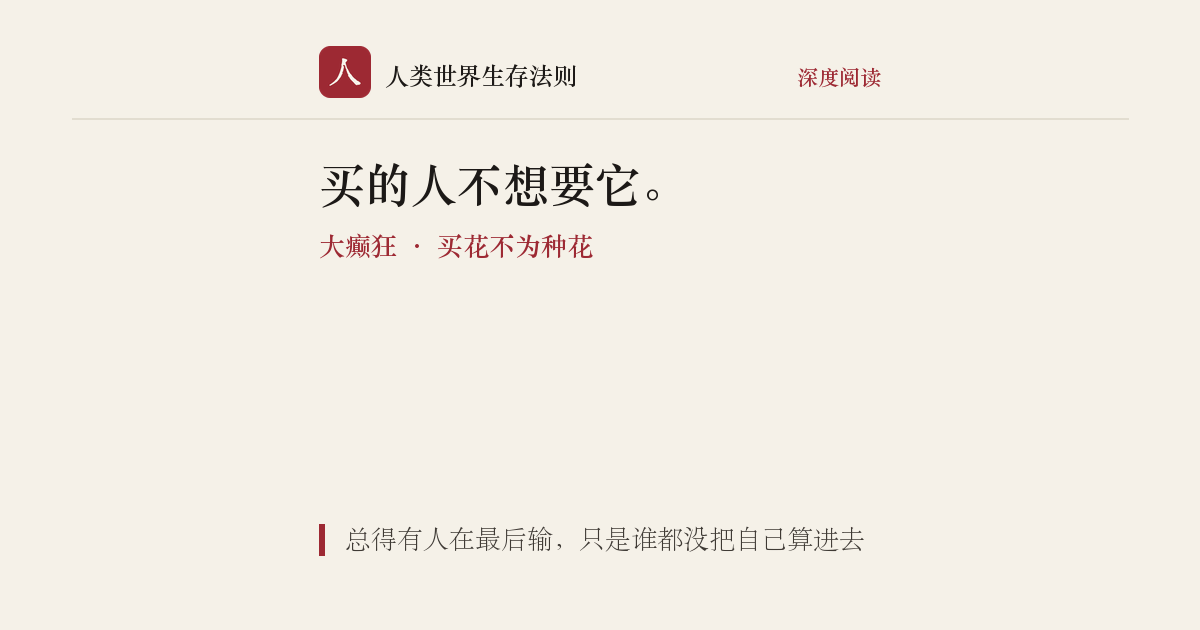 人 人类世界生存法则 深度阅读
买的人不想要它。
大癫狂 · 买花不为种花
总得有人在最后输，只是谁都没把自己算进去